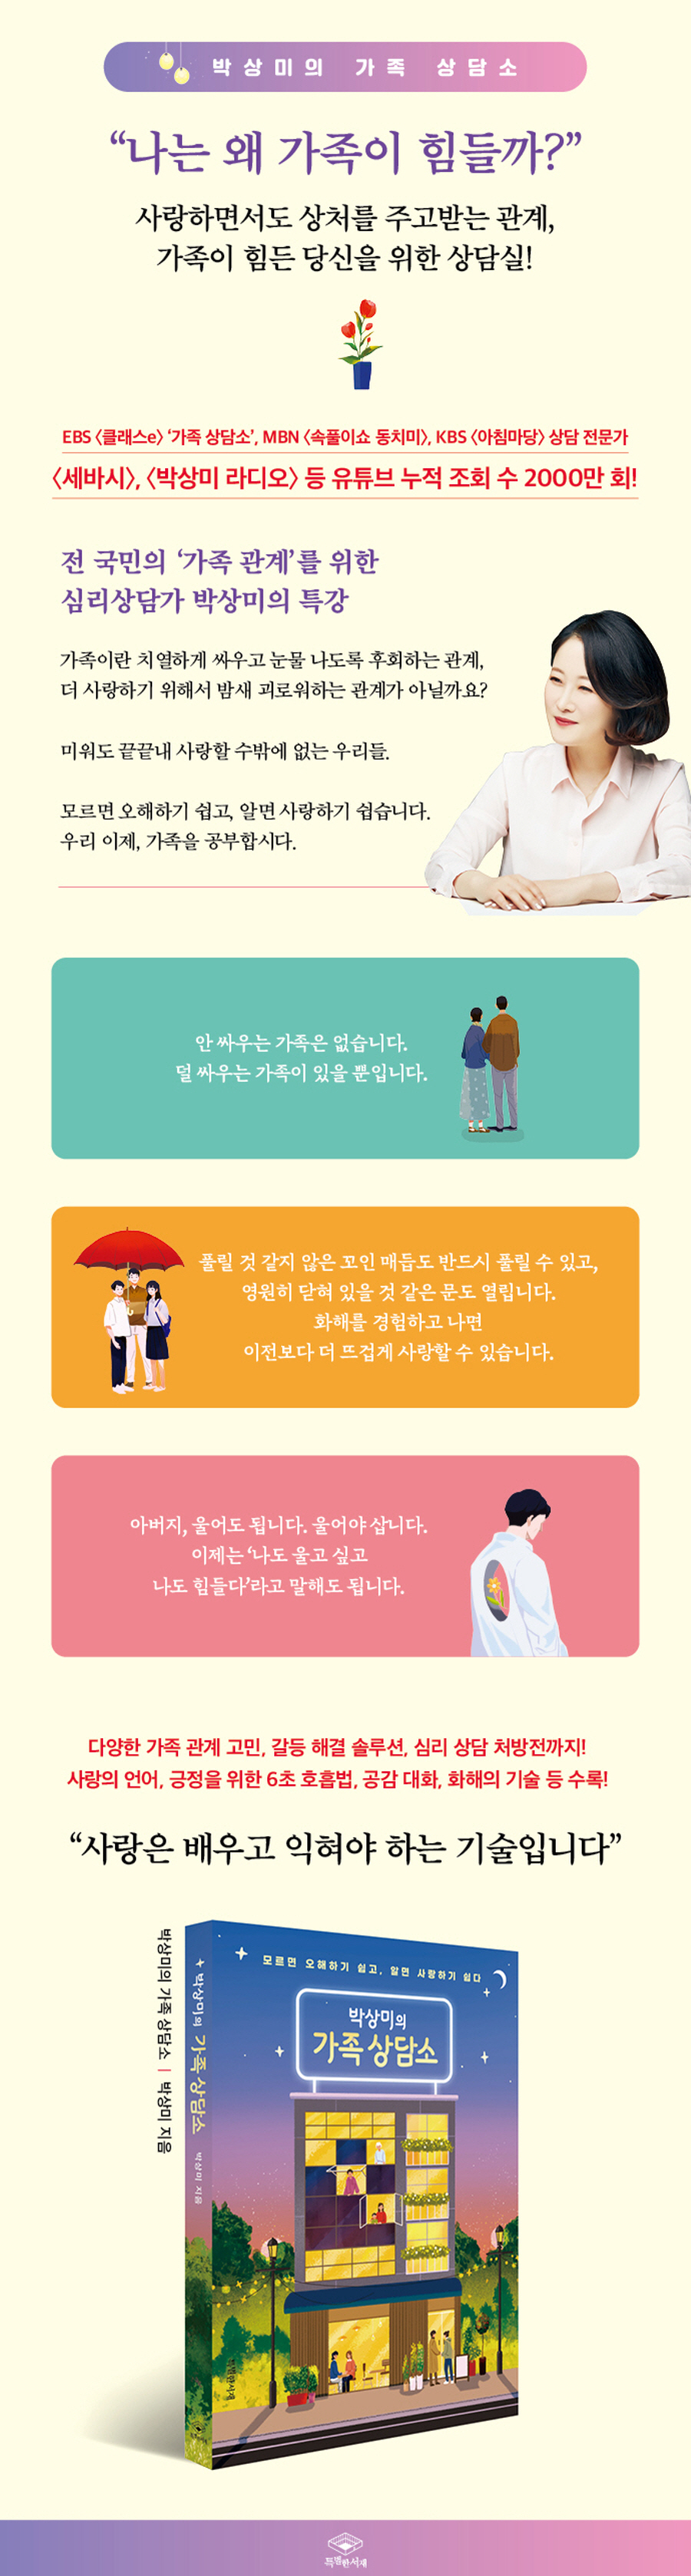 박상미의 가족 상담소
“나는 왜 가족이 힘들까?”
사랑하면서도 상처를 주고받는 관계,
가족이 힘든 당신을 위한 상담실!
EBS 〈클래스e〉 ‘가족 상담소’, MBN 〈속풀이쇼 동치미〉, KBS 〈아침마당〉 상담 전문가
〈세바시〉, 〈박상미 라디오〉 등 유튜브 누적 조회 수 2000만 회!
전 국민의 ‘가족 관계’를 위한
심리상담가 박상미의 특강
가족이란 치열하게 싸우고 눈물 나도록 후회하는 관계,
더 사랑하기 위해서 밤새 괴로워하는 관계가 아닐까요?
미워도 끝끝내 사랑할 수밖에 없는 우리들.
모르면 오해하기 쉽고, 알면 사랑하기 쉽습니다.
우리 이제, 가족을 공부합시다.
안 싸우는 가족은 없습니다.
덜 싸우는 가족이 있을 뿐입니다.
풀릴 것 같지 않은 꼬인 매듭도 반드시 풀릴 수 있고,
영원히 닫혀 있을 것 같은 문도 열립니다.
화해를 경험하고 나면
이전보다 더 뜨겁게 사랑할 수 있습니다.
아버지, 울어도 됩니다. 울어야 삽니다.
이제는 ‘나도 울고 싶고
나도 힘들다’라고 말해도 됩니다.
다양한 가족 관계 고민, 갈등 해결 솔루션, 심리 상담 처방전까지!
사랑의 언어, 긍정을 위한 6초 호흡법, 공감 대화, 화해의 기술 등 수록!
“사랑은 배우고 익혀야 하는 기술입니다”
박상미의 가족 상담소 | 박상미 지음
박상미의 가족 상담소 박상미 지음
특별한서재
모르면 오해하기 쉽고, 알면 사랑하기 쉽다
박상미의
가족 상담소
특별한서재